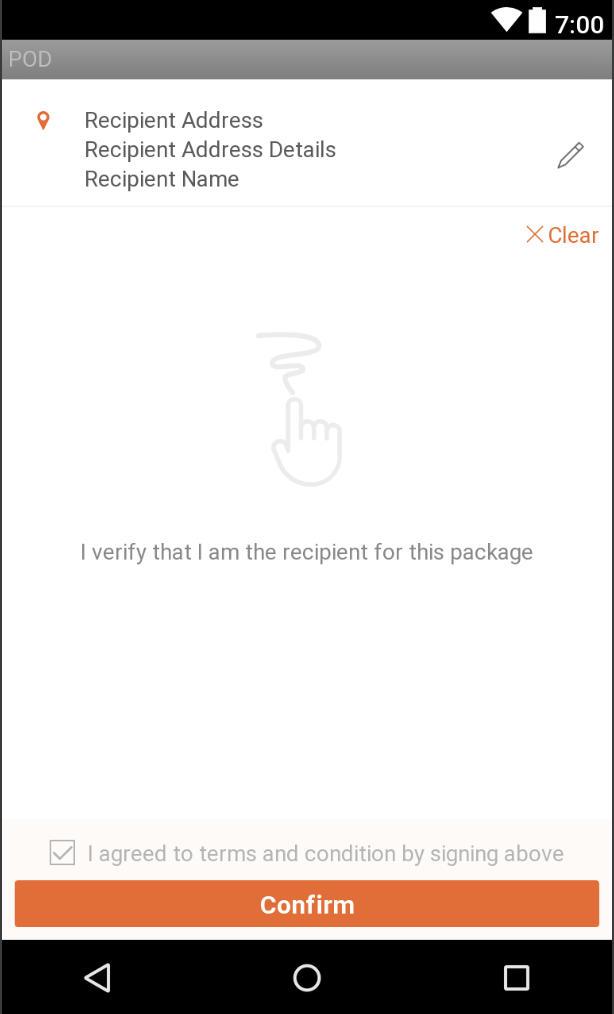 7:00
POD
Recipient Address
Recipient Address Details
Recipient Name
Clear
I verify that I am the recipient for this package
I agreed to terms and condition by signing above
Confirm